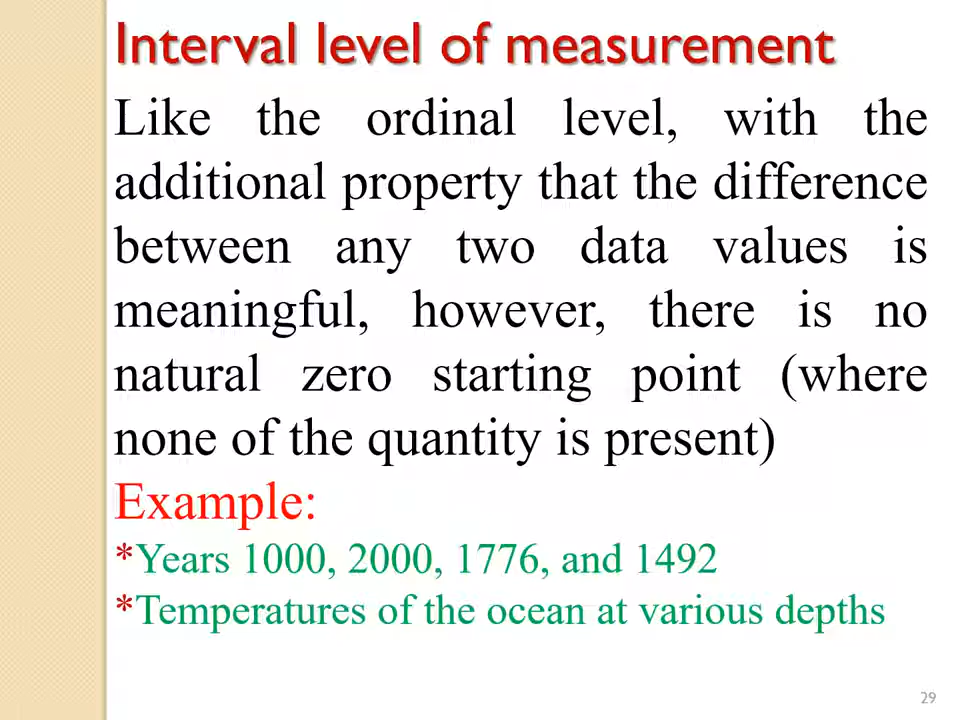 Interval level of measurement
Like the ordinal level, with the
additional property that the difference
between any two data values is
meaningful, however, there is no
natural zero starting point (where
none of the quantity is present)
Example:
*Years 1000, 2000, 1776, and 1492
*Temperatures of the ocean at various depths
29